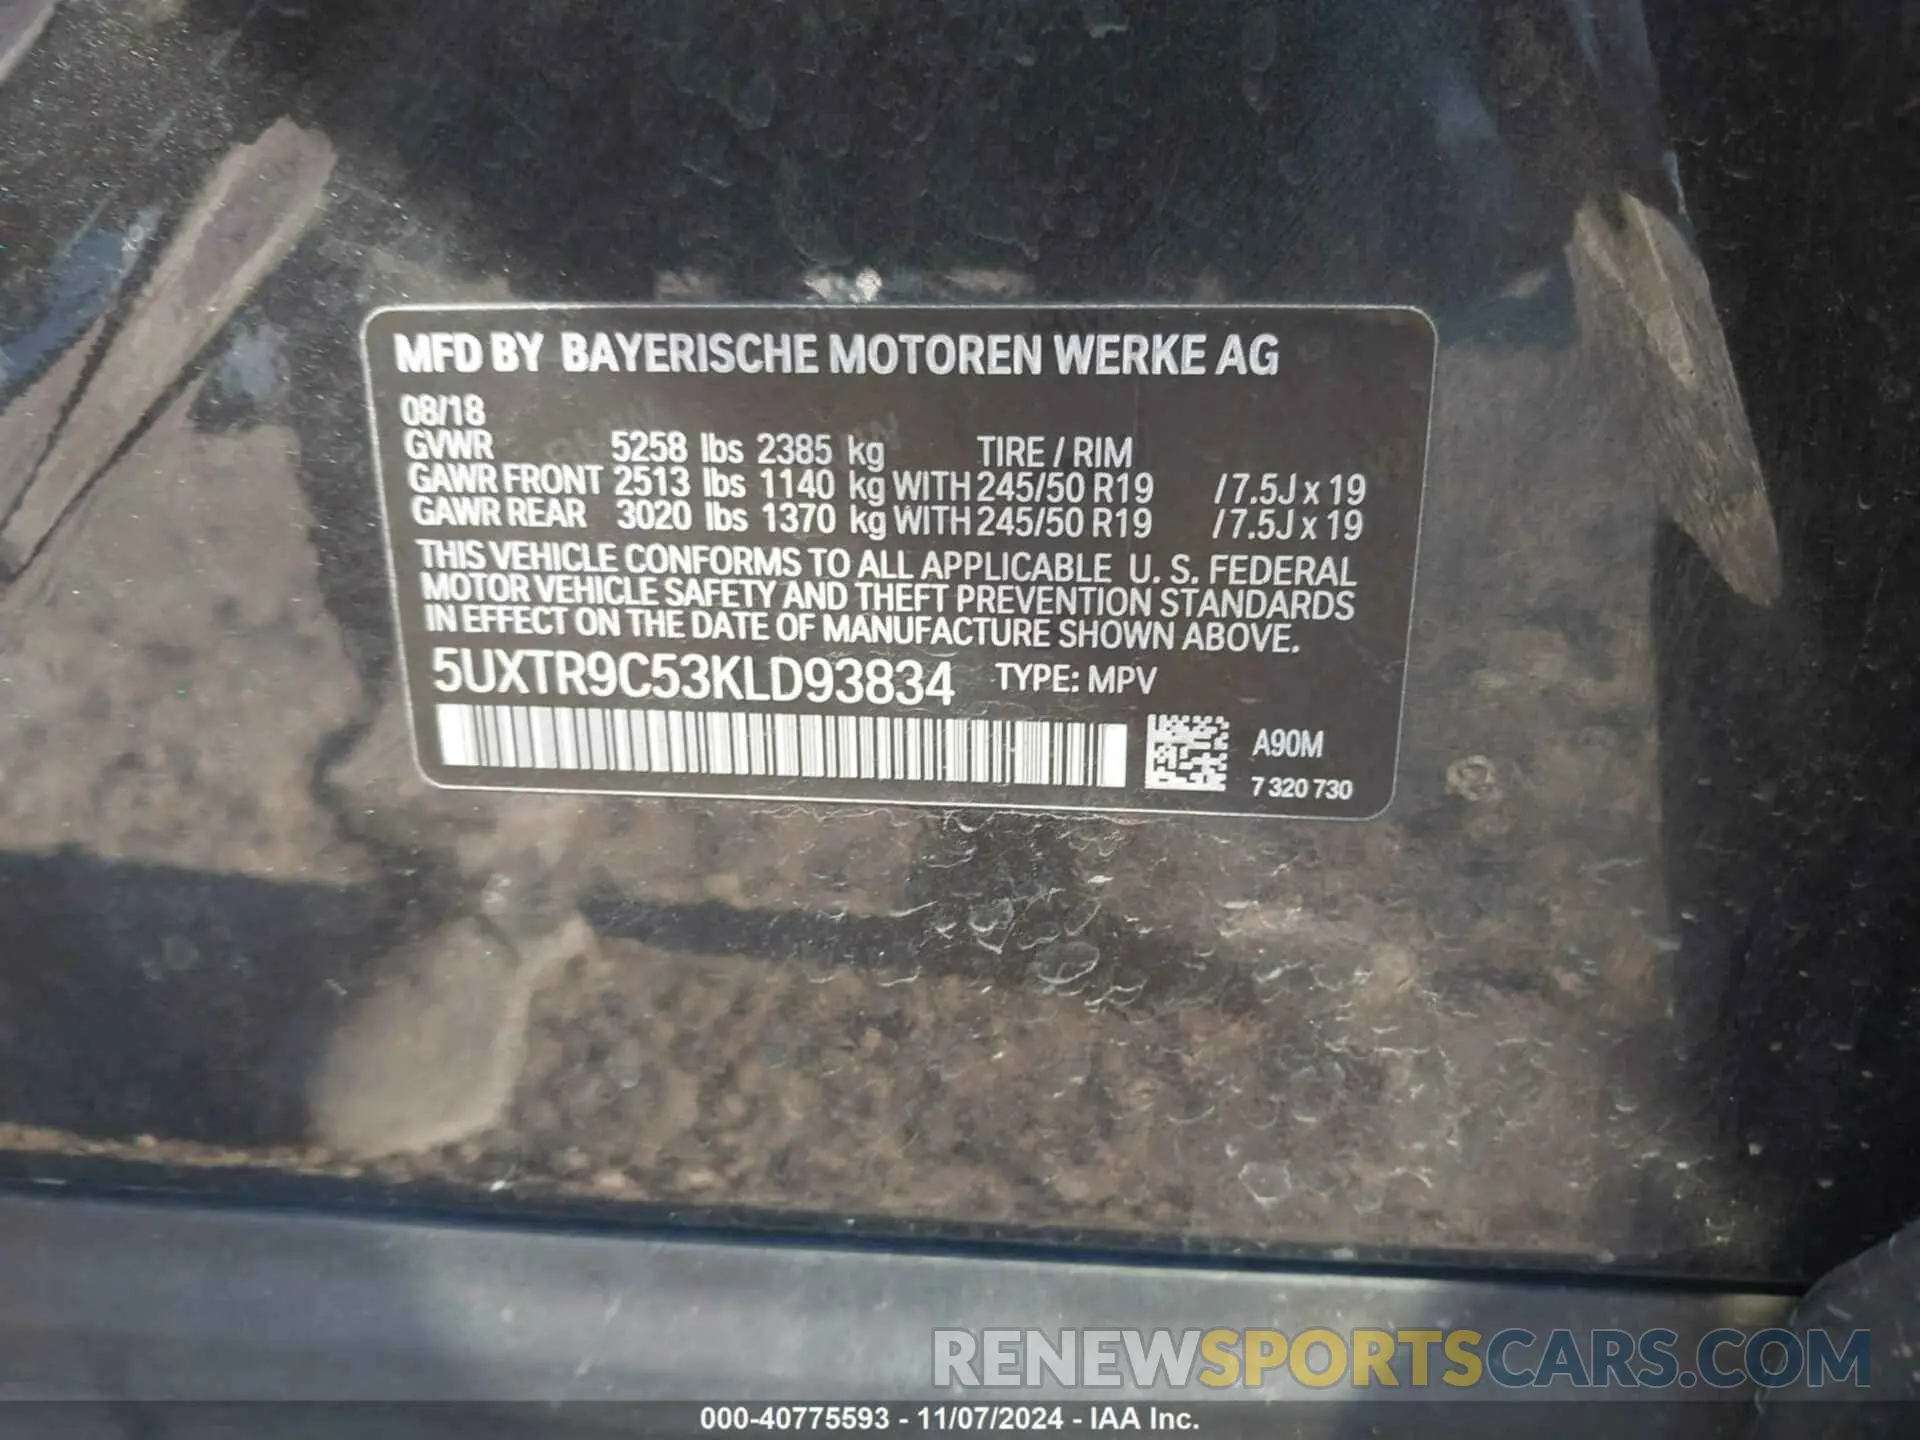 MFD BY BAYERISCHE MOTOREN WERKE AG
08/18
GVWR 5258 lbs 2385 kg TIRE / RIM
GAWR FRONT 2513 lbs 1140 kg WITH 245/50 R19 /7.5J x 19
GAWR REAR 3020 lbs 1370 kg WITH 245/50 R19 /7.5J x 19
THIS VEHICLE CONFORMS TO ALL APPLICABLE U. S. FEDERAL
MOTOR VEHICLE SAFETY AND THEFT PREVENTION STANDARDS
IN EFFECT ON THE DATE OF MANUFACTURE SHOWN ABOVE.
5UXTR9C53KLD93834 TYPE: MPV
A90M
7 320 730
RENEWSPORTSCARS.COM
000-40775593 - 11/07/2024 - IAA Inc.